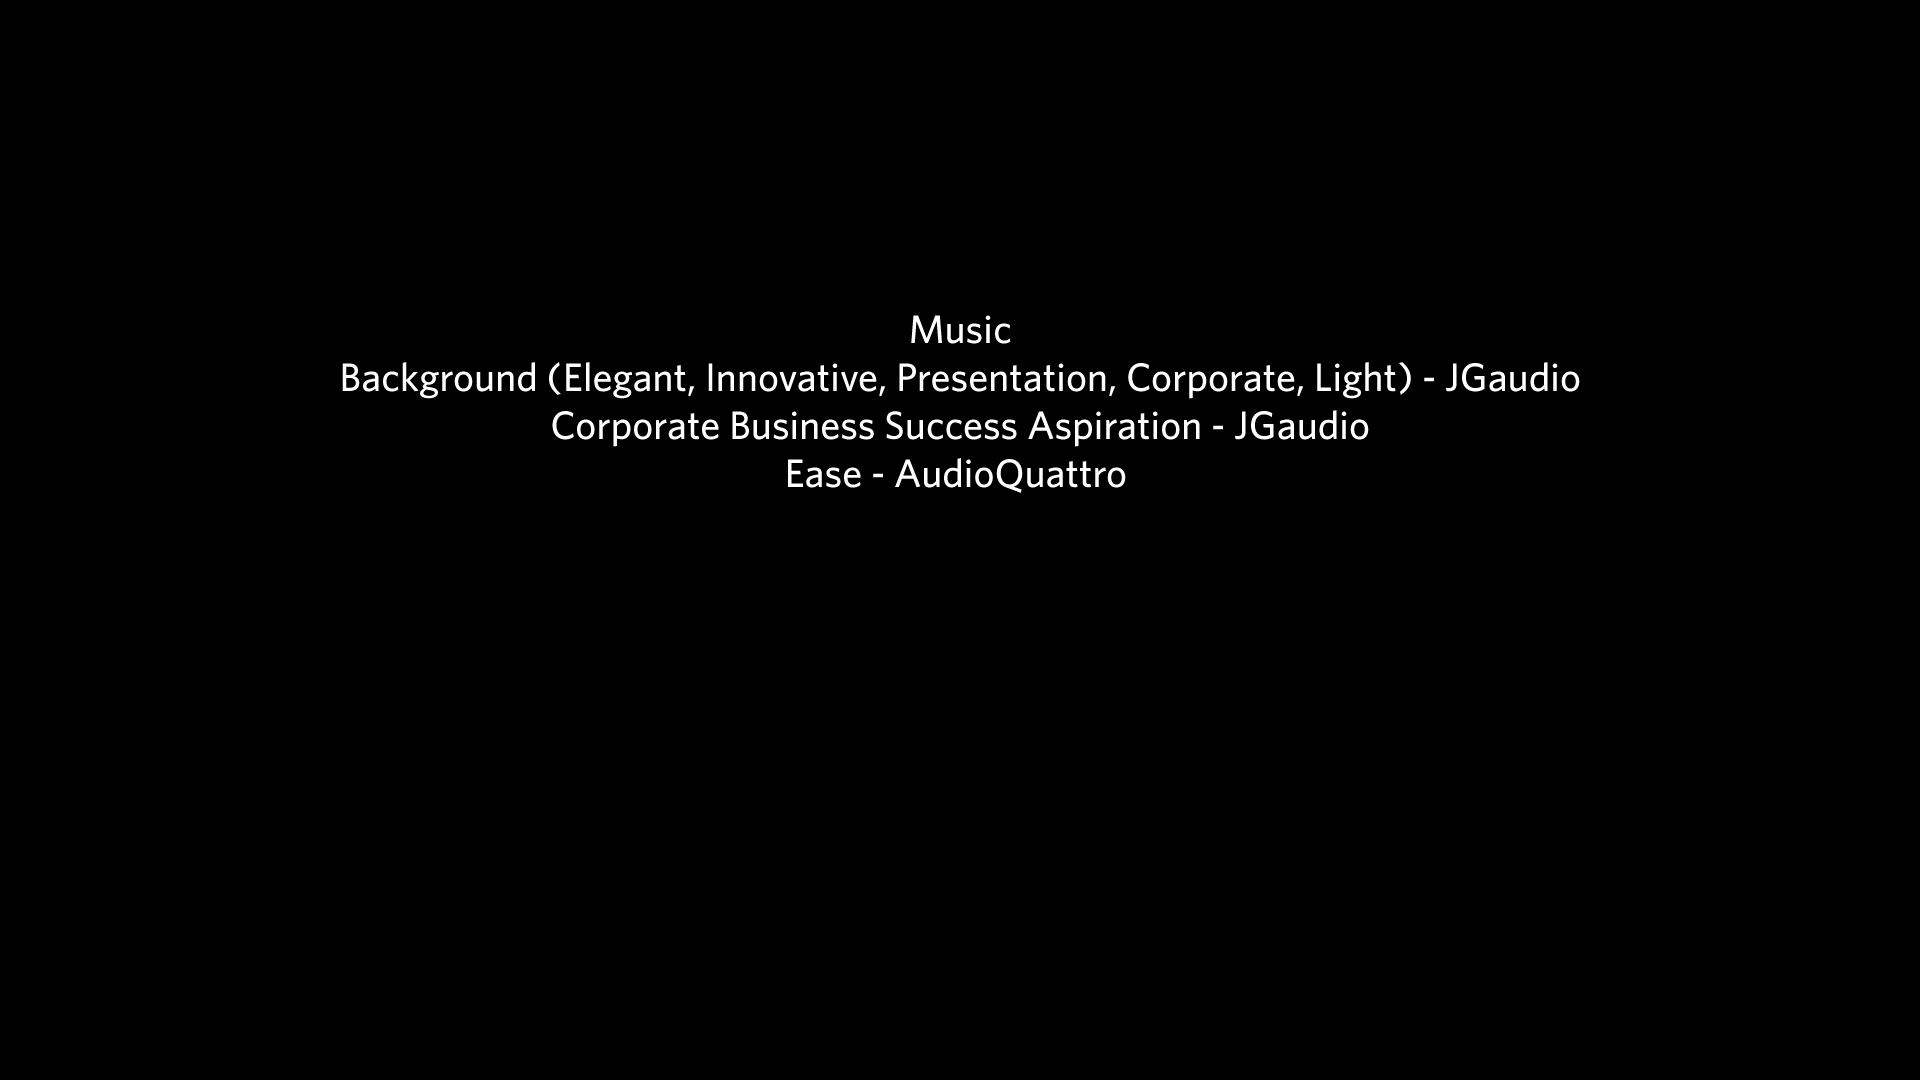 Music
Background (Elegant, Innovative, Presentation, Corporate, Light) - JGaudio
Corporate Business Success Aspiration - JGaudio
Ease - AudioQuattro